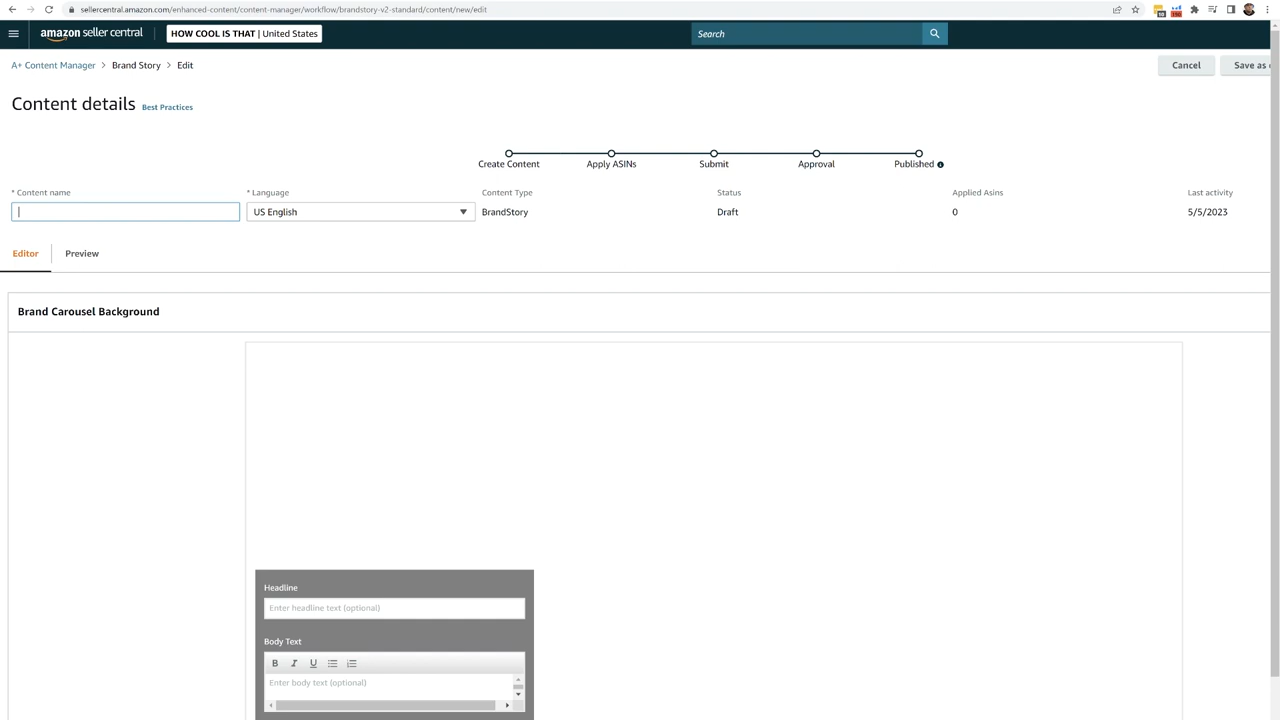 sellercentral.amazon.com/enhanced-content/content-manager/workflow/brandstory-v2-standard/content/new/edit
amazon seller central
HOW COOL IS THAT | United States
Search
A+ Content Manager > Brand Story > Edit
Cancel
Save as
Content details Best Practices
Create Content
Apply ASINs
Submit
Approval
Published
* Content name
* Language
Content Type
Status
Applied Asins
Last activity
US English
BrandStory
Draft
0
5/5/2023
Editor
Preview
Brand Carousel Background
Headline
Enter headline text (optional)
Body Text
B I U
Enter body text (optional)